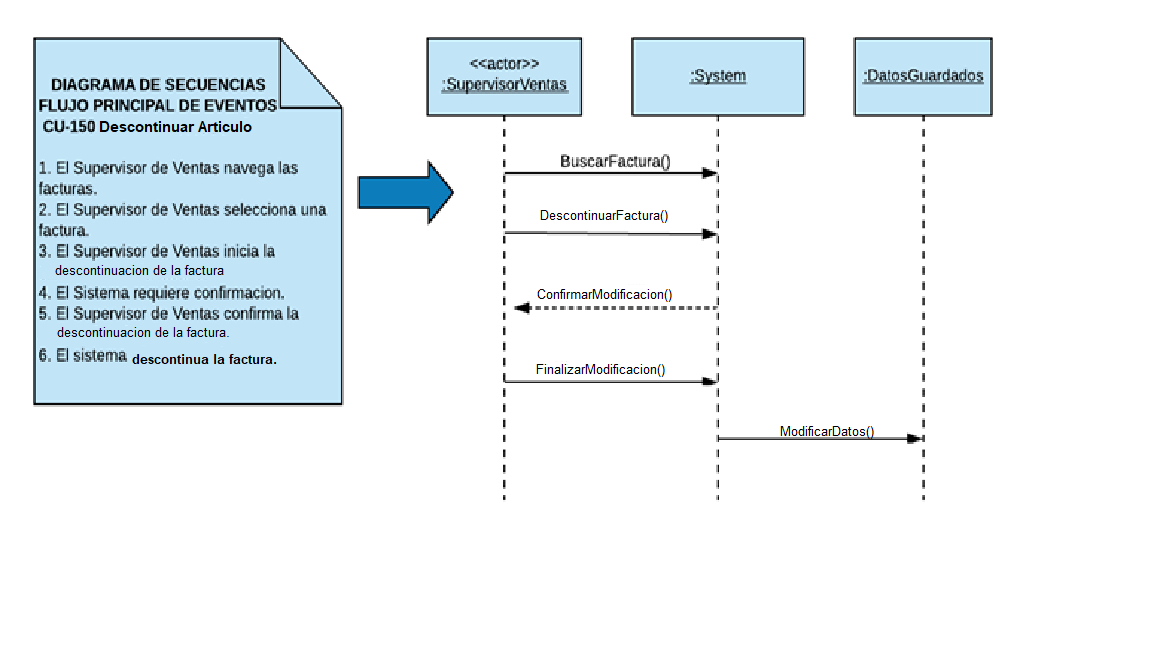 DIAGRAMA DE SECUENCIAS
FLUJO PRINCIPAL DE EVENTOS
CU-150 Descontinuar Articulo
1. El Supervisor de Ventas navega las
facturas.
2. El Supervisor de Ventas selecciona una
factura.
3. El Supervisor de Ventas inicia la
descontinuacion de la factura
4. El Sistema requiere confirmacion.
5. El Supervisor de Ventas confirma la
descontinuacion de la factura.
6. El sistema descontinua la factura.
<<actor>>
:SupervisorVentas
:System
:DatosGuardados
BuscarFactura()
DescontinuarFactura()
ConfirmarModificacion()
FinalizarModificacion()
ModificarDatos()